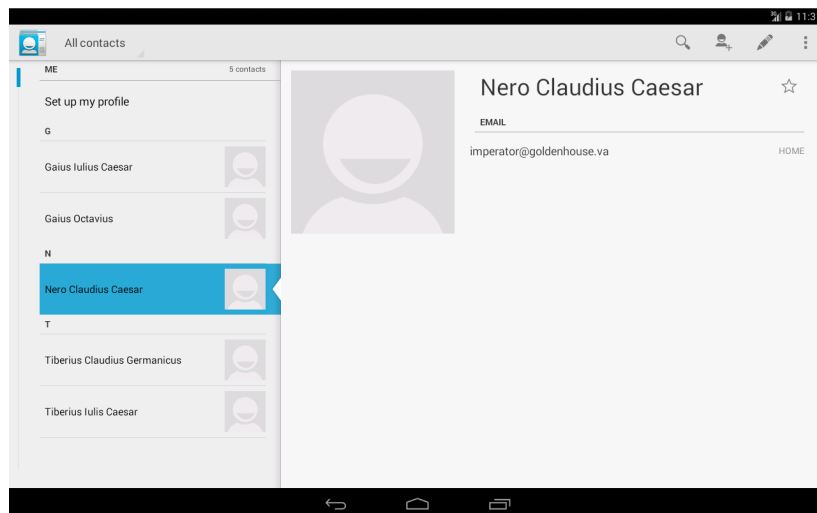 3G 11:3
All contacts
ME 5 contacts
Set up my profile
G
Gaius Iulius Caesar
Gaius Octavius
N
Nero Claudius Caesar
T
Tiberius Claudius Germanicus
Tiberius Iulis Caesar
Nero Claudius Caesar
EMAIL
imperator@goldenhouse.va HOME